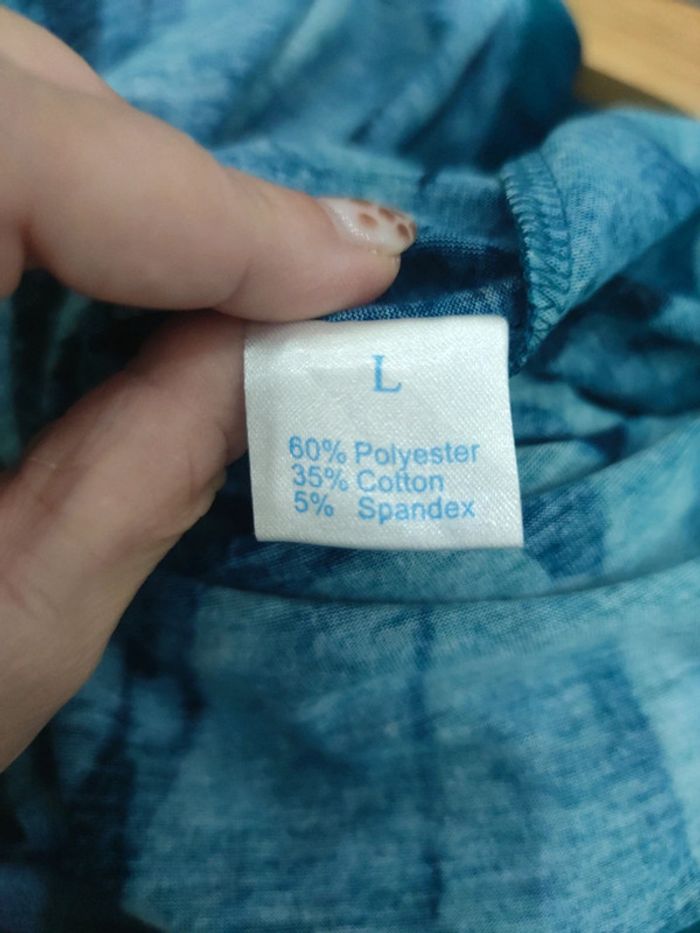 L
60% Polyester
35% Cotton
5% Spandex